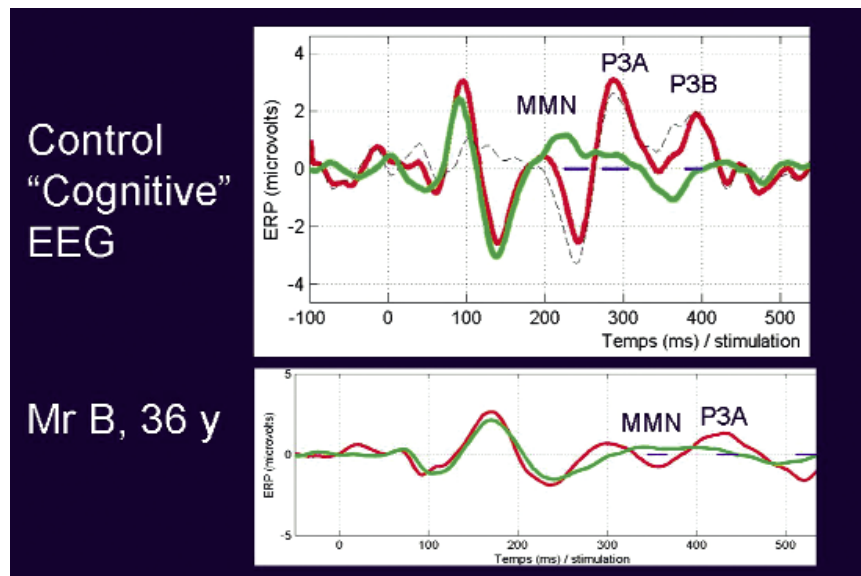 Control
“Cognitive”
EEG
4
2
0
-2
-4
ERP (microvolts)
MMN
P3A
P3B
-100 0 100 200 300 400 500
Temps (ms) / stimulation
Mr B, 36 y
5
0
-5
ERP (microvolts)
MMN P3A
0 100 200 300 400 500
Temps (ms) / stimulation